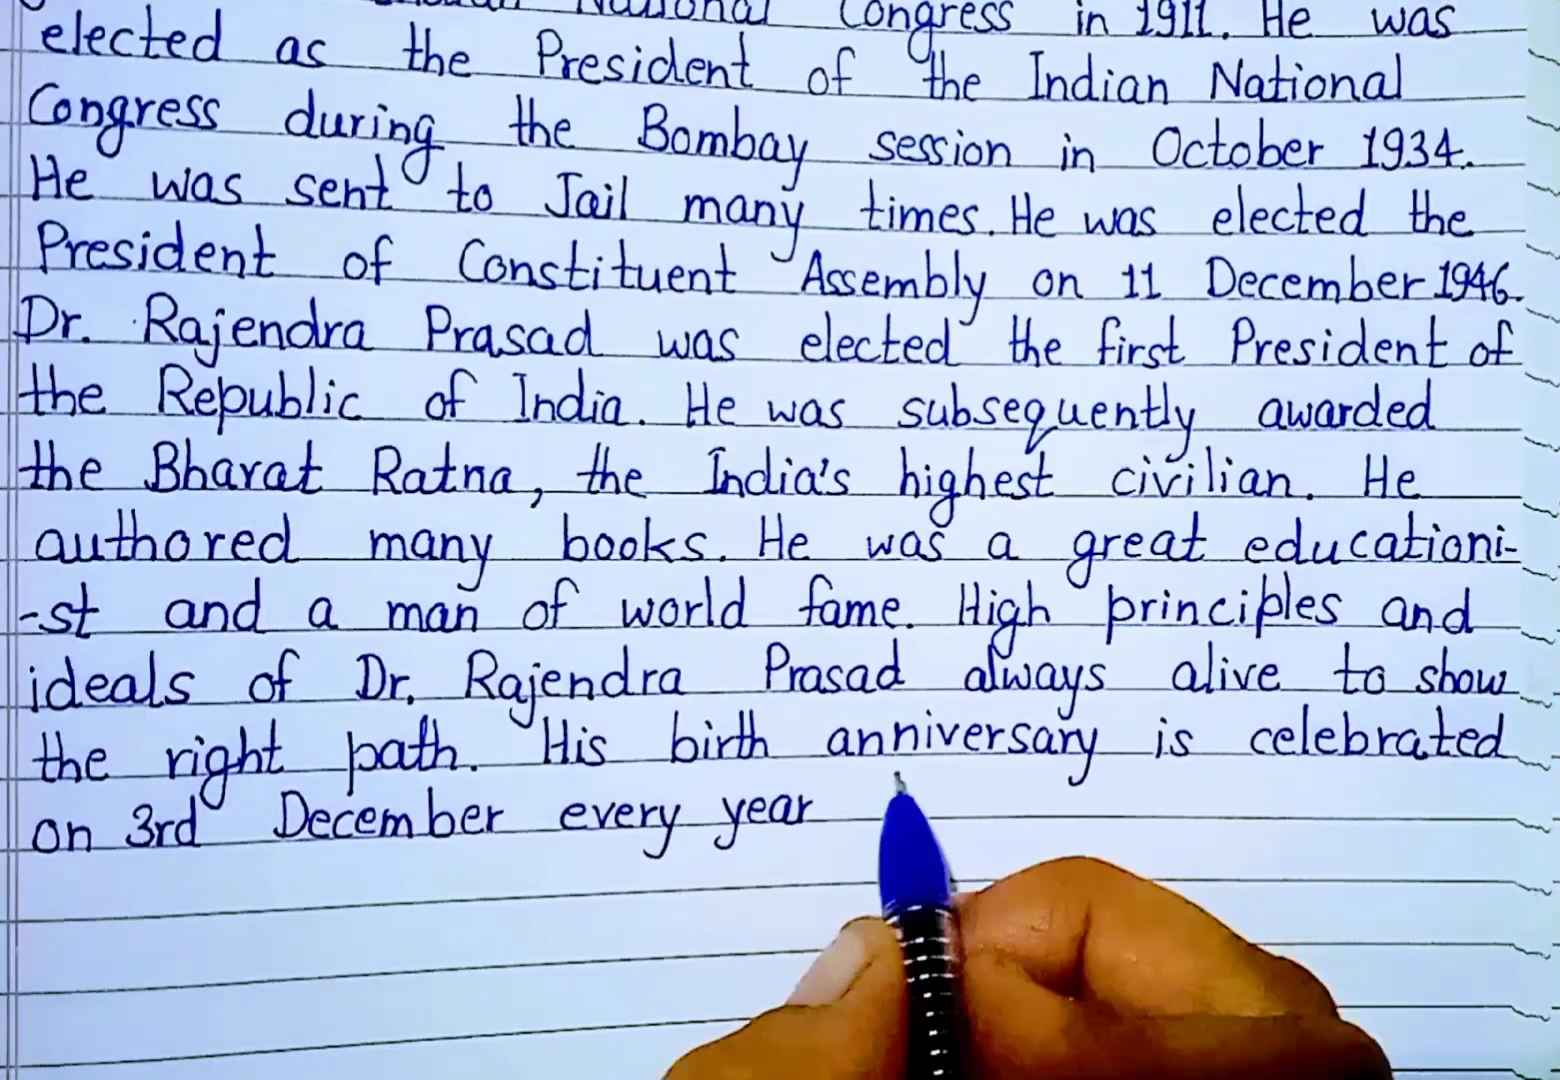 National Congress in 1911. He was
elected as the President of the Indian National
Congress during the Bombay session in October 1934.
He was sent to Jail many times. He was elected the
President of Constituent Assembly on 11 December 1946.
Dr. Rajendra Prasad was elected the first President of
the Republic of India. He was subsequently awarded
the Bharat Ratna, the India's highest civilian. He
authored many books. He was a great educationi-
-st and a man of world fame. High principles and
ideals of Dr. Rajendra Prasad always alive to show
the right path. His birth anniversary is celebrated
on 3rd December every year